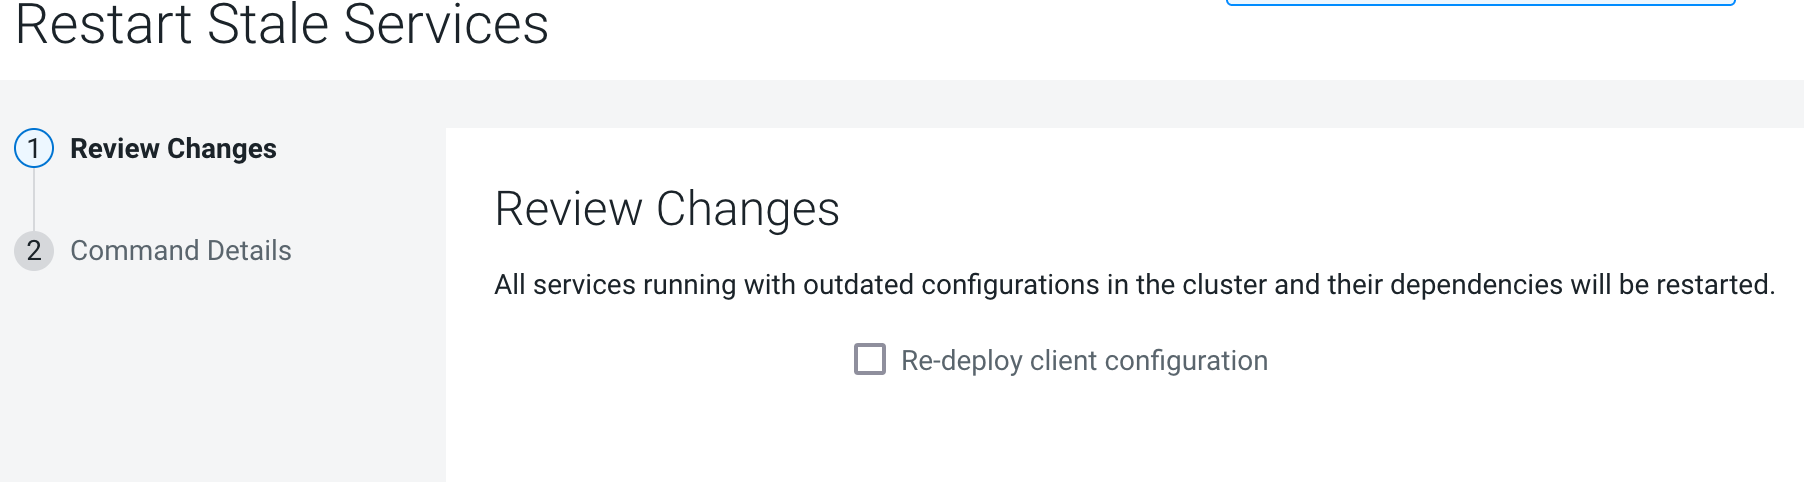 Restart Stale Services
1 Review Changes
2 Command Details
Review Changes
All services running with outdated configurations in the cluster and their dependencies will be restarted.
Re-deploy client configuration